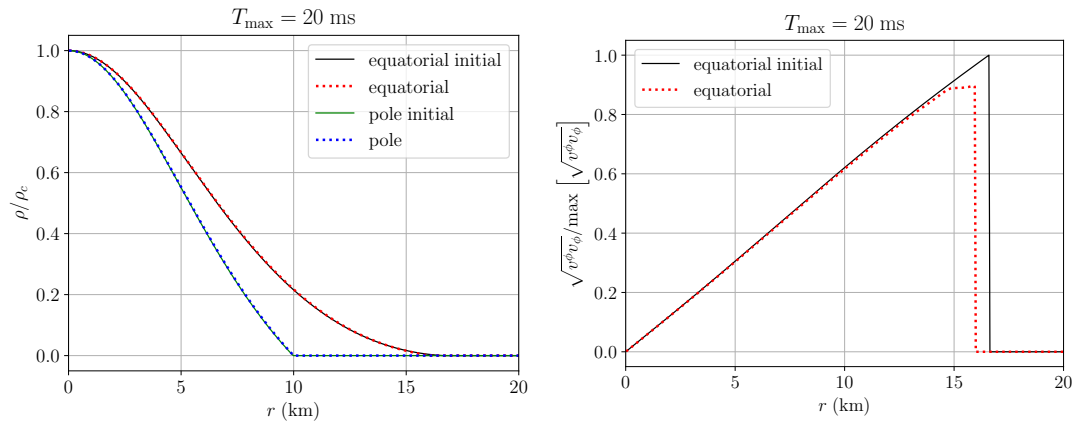 T_max = 20 ms
1.0
0.8
0.6
0.4
0.2
0.0
ρ/ρ_c
equatorial initial
equatorial
pole initial
pole
0 5 10 15 20
r (km)
T_max = 20 ms
1.0
0.8
0.6
0.4
0.2
0.0
√v^ϕ v_ϕ/max [√v^ϕ v_ϕ]
equatorial initial
equatorial
0 5 10 15 20
r (km)